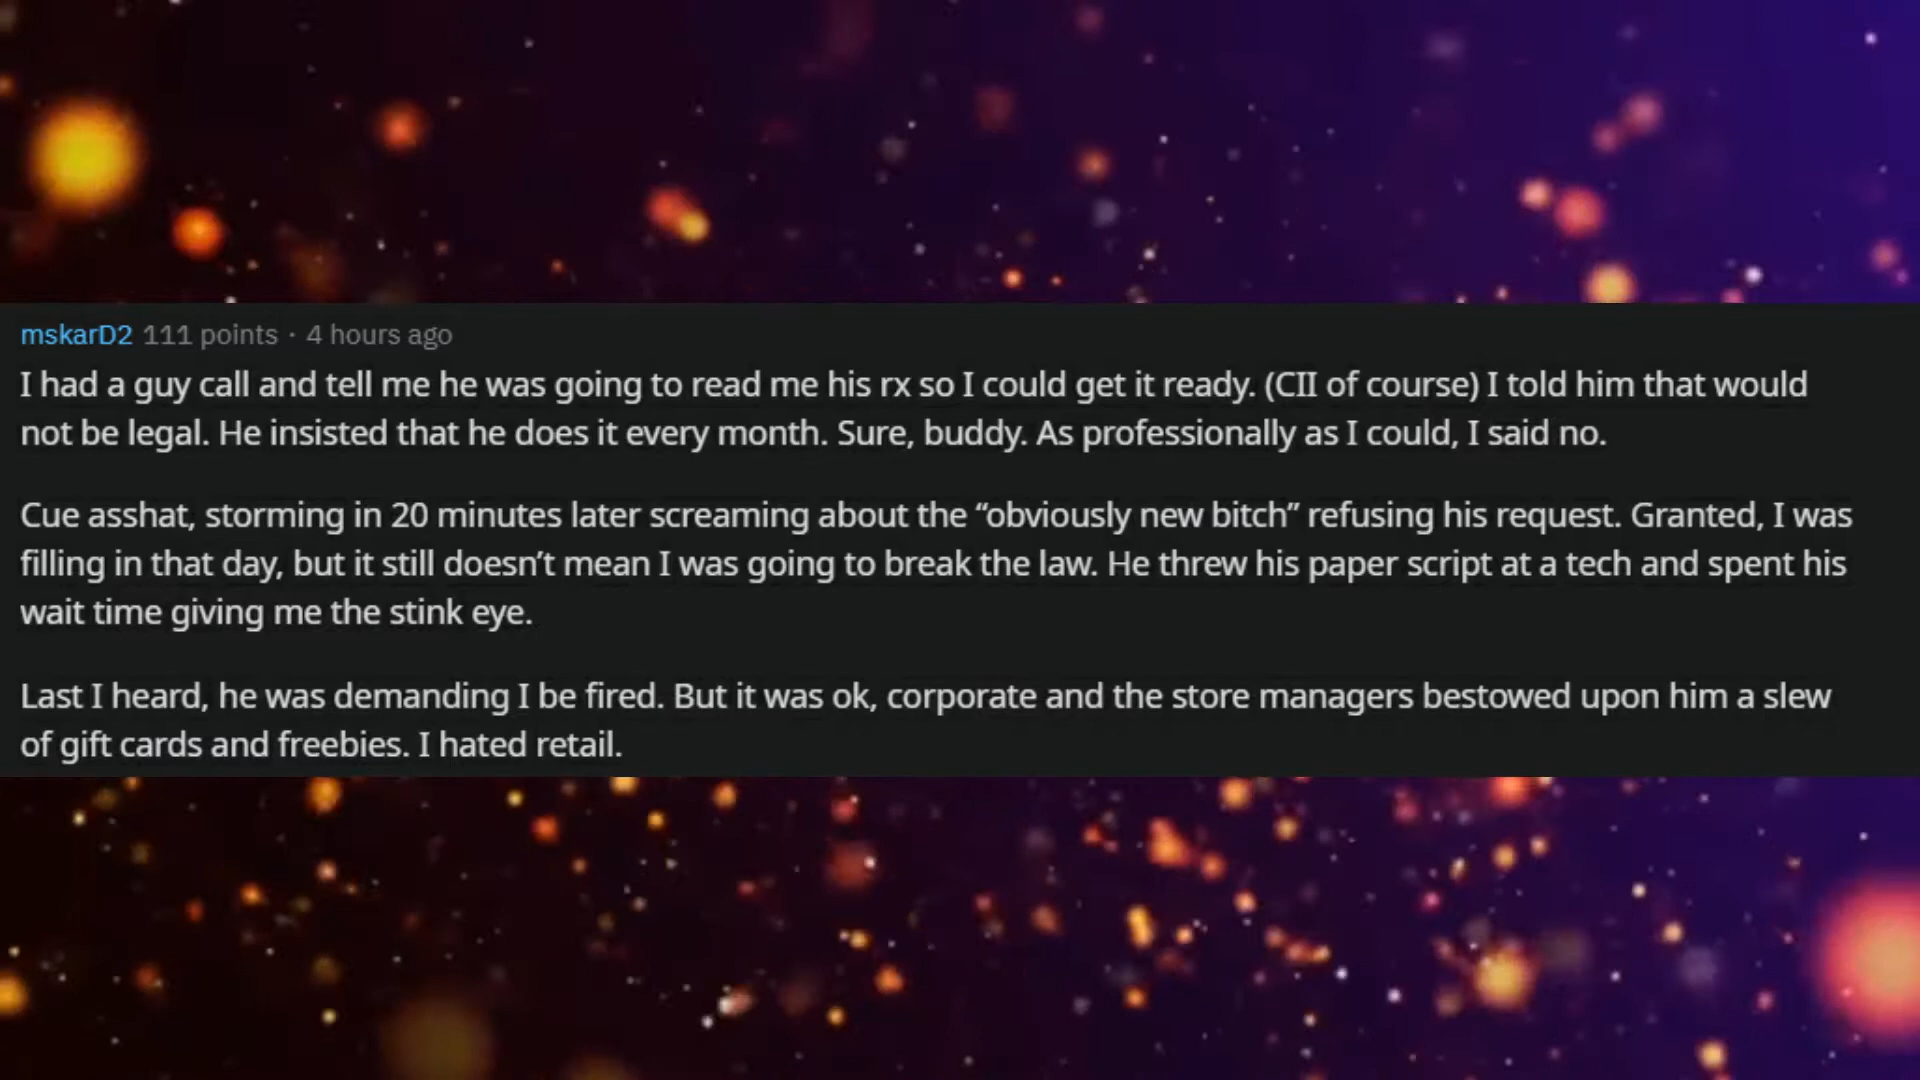 mskarD2 111 points · 4 hours ago
I had a guy call and tell me he was going to read me his rx so I could get it ready. (CII of course) I told him that would
not be legal. He insisted that he does it every month. Sure, buddy. As professionally as I could, I said no.
Cue asshat, storming in 20 minutes later screaming about the “obviously new bitch” refusing his request. Granted, I was
filling in that day, but it still doesn’t mean I was going to break the law. He threw his paper script at a tech and spent his
wait time giving me the stink eye.
Last I heard, he was demanding I be fired. But it was ok, corporate and the store managers bestowed upon him a slew
of gift cards and freebies. I hated retail.